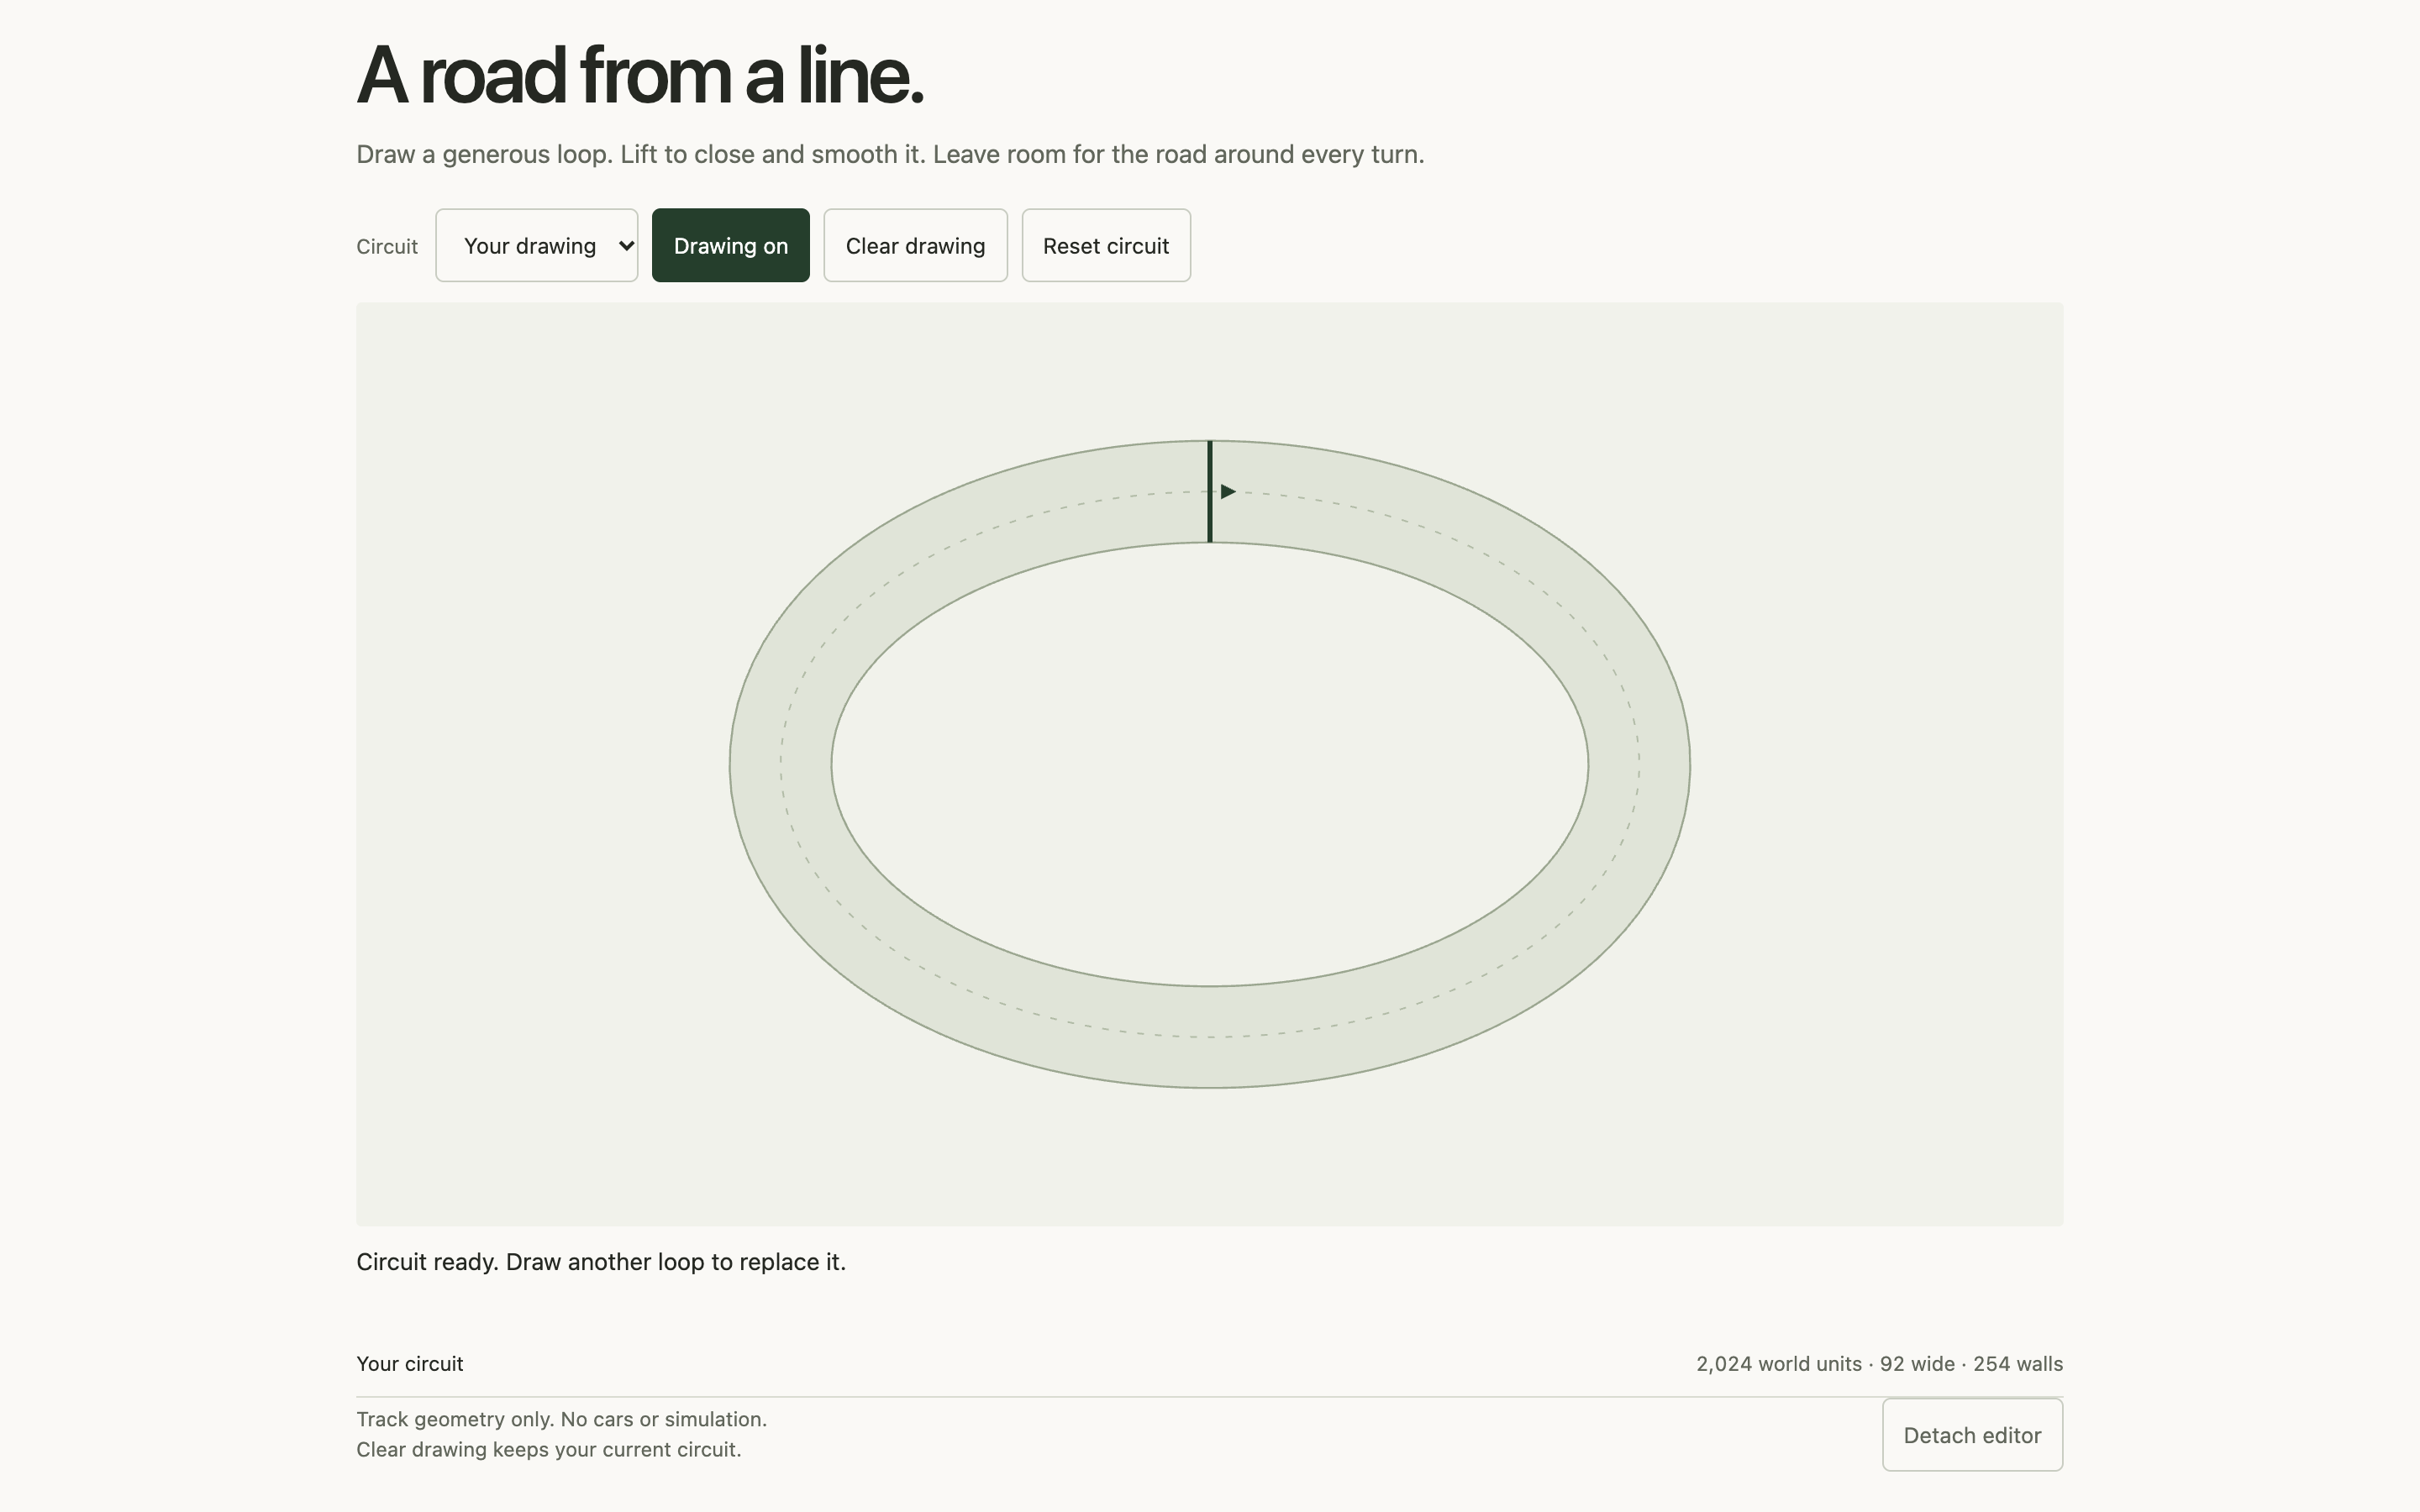 A road from a line.
Draw a generous loop. Lift to close and smooth it. Leave room for the road around every turn.
Circuit Your drawing Drawing on Clear drawing Reset circuit
Circuit ready. Draw another loop to replace it.
Your circuit 2,024 world units · 92 wide · 254 walls
Track geometry only. No cars or simulation.
Clear drawing keeps your current circuit.
Detach editor